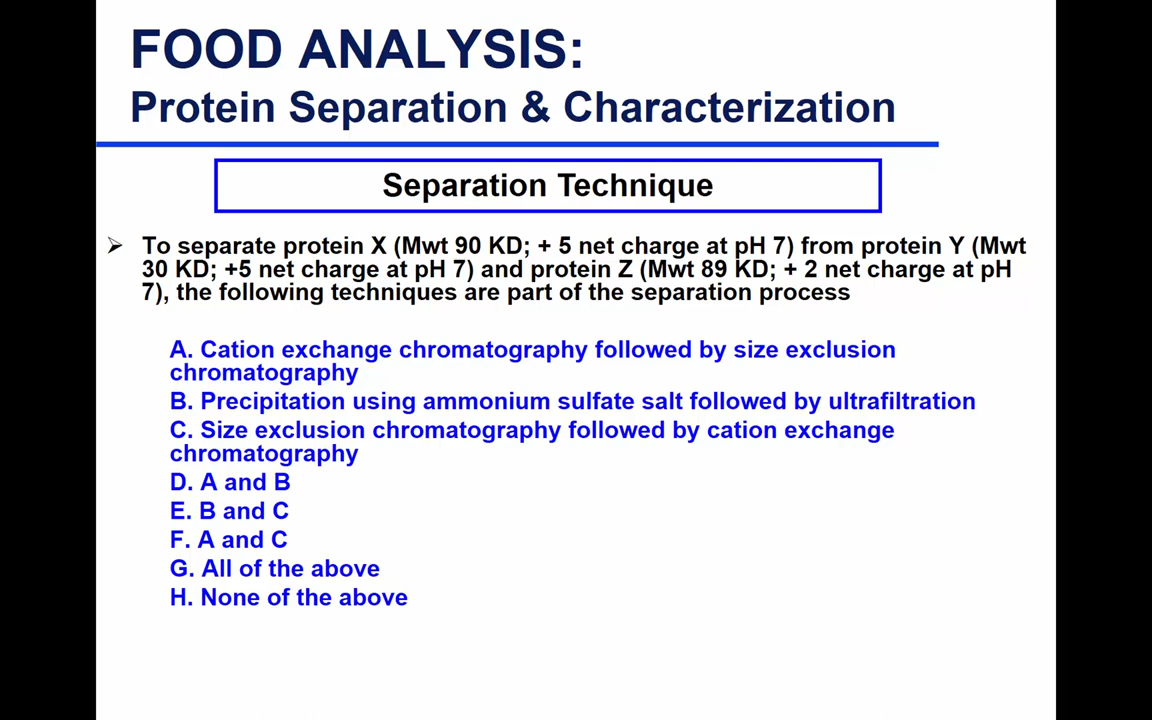 FOOD ANALYSIS:
Protein Separation & Characterization
Separation Technique
➢ To separate protein X (Mwt 90 KD; + 5 net charge at pH 7) from protein Y (Mwt
30 KD; +5 net charge at pH 7) and protein Z (Mwt 89 KD; + 2 net charge at pH
7), the following techniques are part of the separation process
A. Cation exchange chromatography followed by size exclusion
chromatography
B. Precipitation using ammonium sulfate salt followed by ultrafiltration
C. Size exclusion chromatography followed by cation exchange
chromatography
D. A and B
E. B and C
F. A and C
G. All of the above
H. None of the above